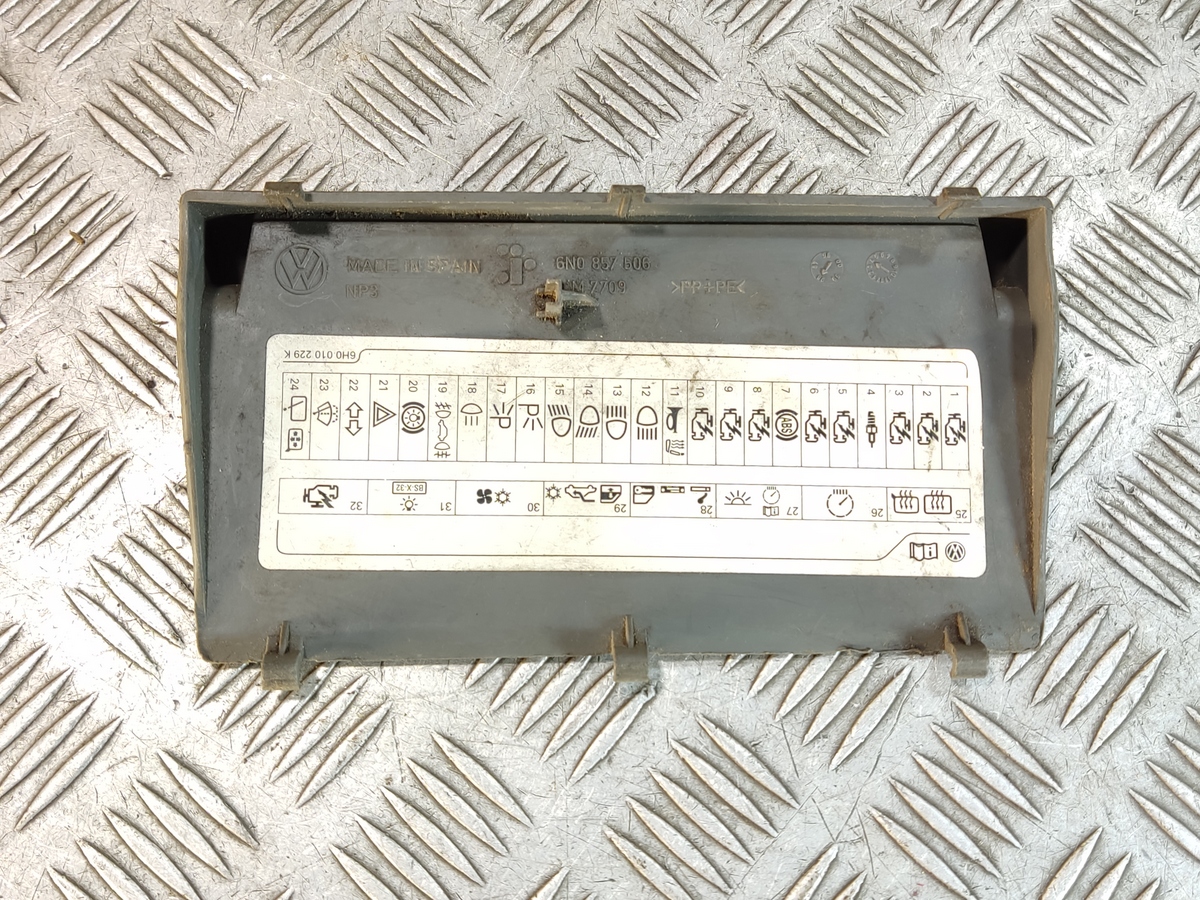 MADE IN SPAIN
6N0 857 606
NPS
>PP+PE<
6H0 010 229 K
24 23 22 21 20 19 18 17 16 15 14 13 12 11 10 9 8 7 6 5 4 3 2 1
ABS
32 31 30 29 28 27 26 25
BS X-32